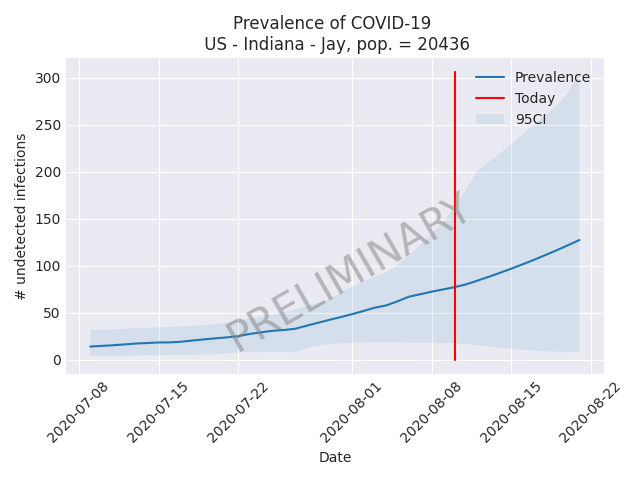 Prevalence of COVID-19
US - Indiana - Jay, pop. = 20436
# undetected infections
300
250
200
150
100
50
0
Prevalence
Today
95CI
PRELIMINARY
2020-07-08
2020-07-15
2020-07-22
2020-08-01
2020-08-08
2020-08-15
2020-08-22
Date